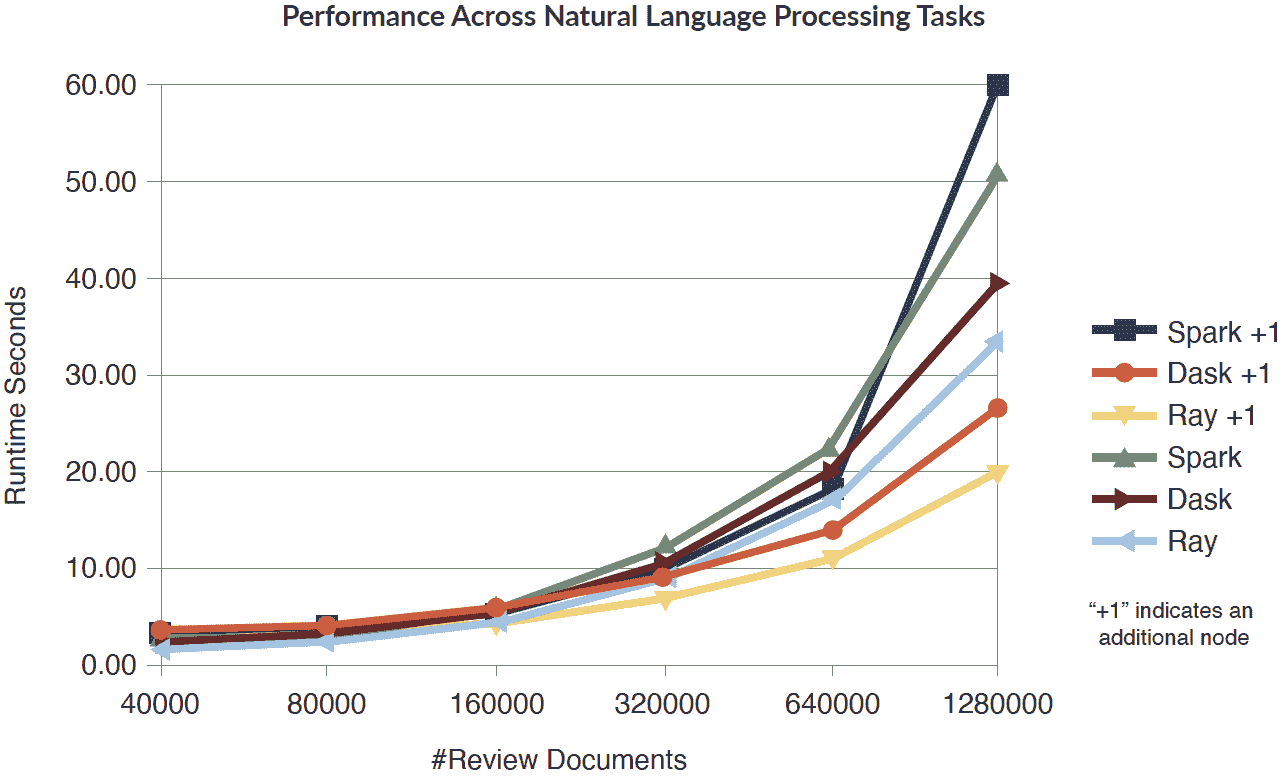 Performance Across Natural Language Processing Tasks
60.00
50.00
40.00
30.00
20.00
10.00
0.00
Runtime Seconds
40000 80000 160000 320000 640000 1280000
#Review Documents
Spark +1
Dask +1
Ray +1
Spark
Dask
Ray
“+1” indicates an
additional node